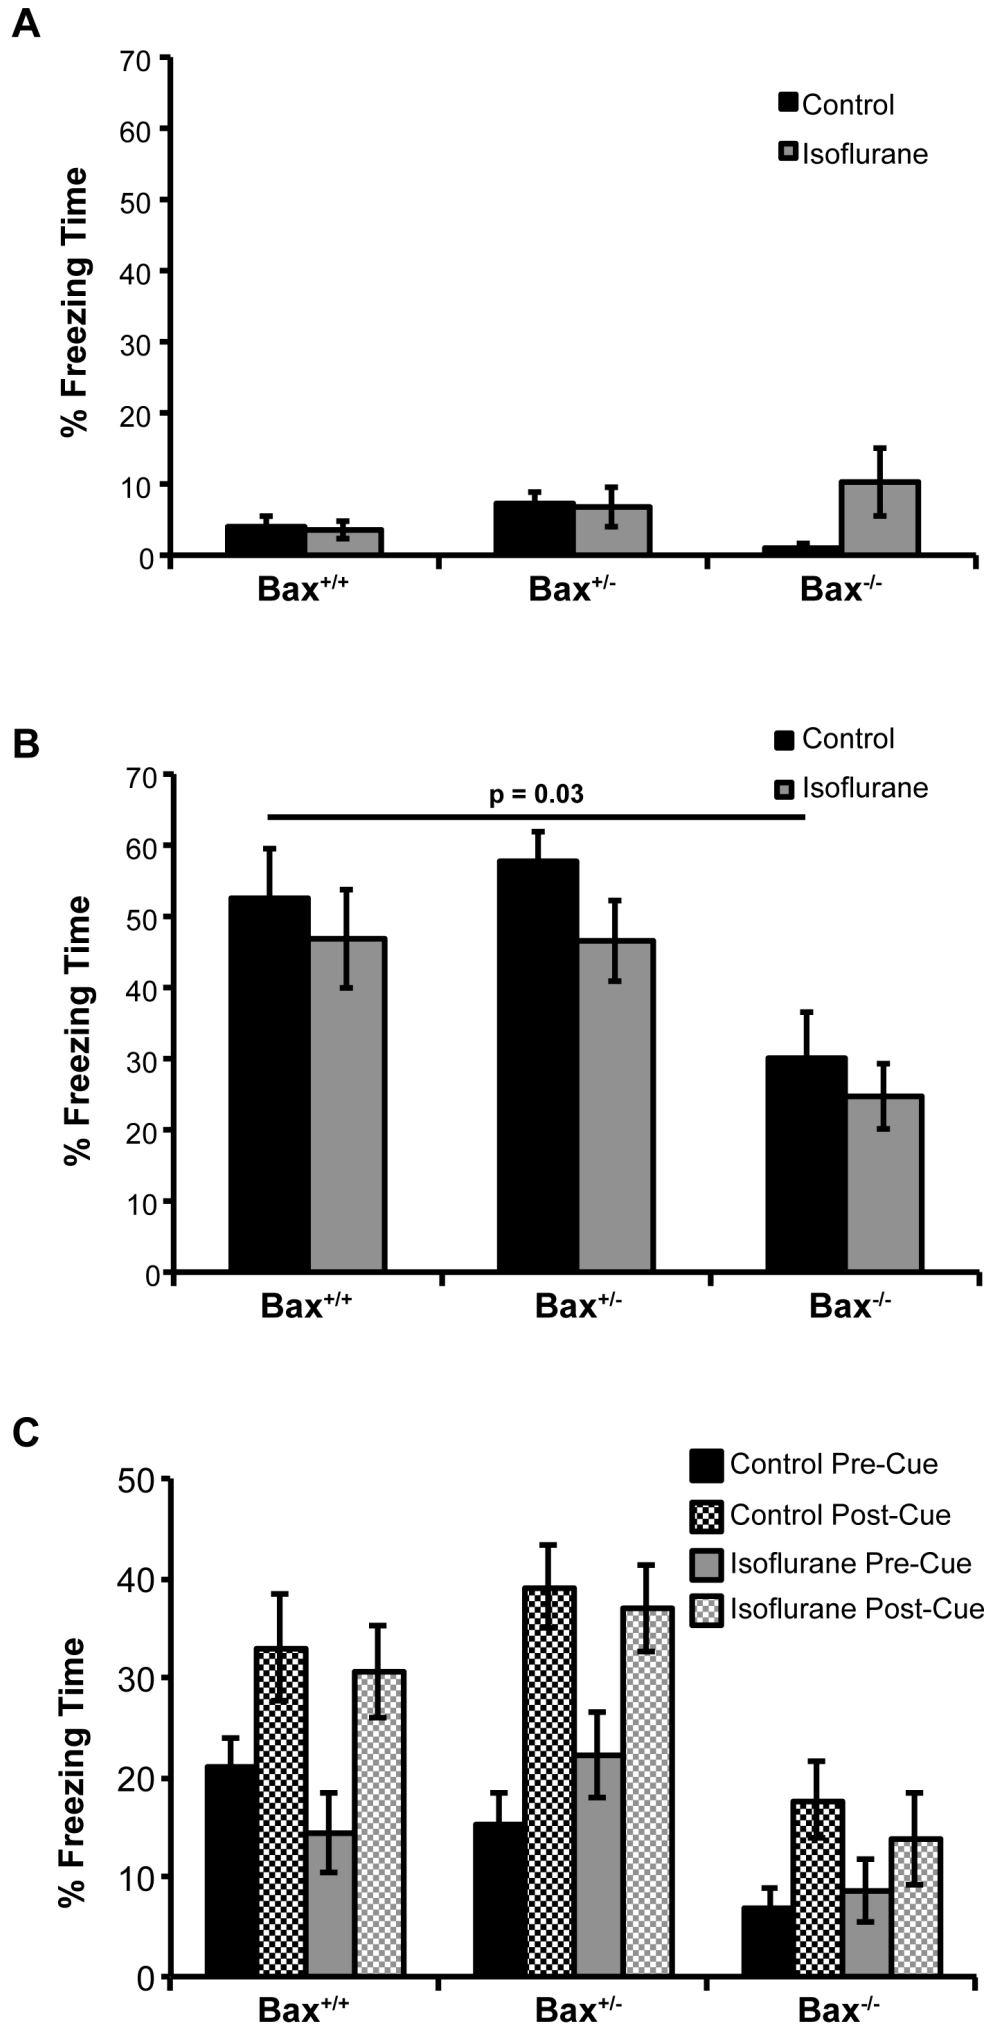 A
70
60
50
40
30
20
10
0
% Freezing Time
Control
Isoflurane
Bax+/+
Bax+/-
Bax-/-
B
70
60
50
40
30
20
10
0
% Freezing Time
Control
Isoflurane
p = 0.03
Bax+/+
Bax+/-
Bax-/-
C
50
40
30
20
10
0
% Freezing Time
Control Pre-Cue
Control Post-Cue
Isoflurane Pre-Cue
Isoflurane Post-Cue
Bax+/+
Bax+/-
Bax-/-